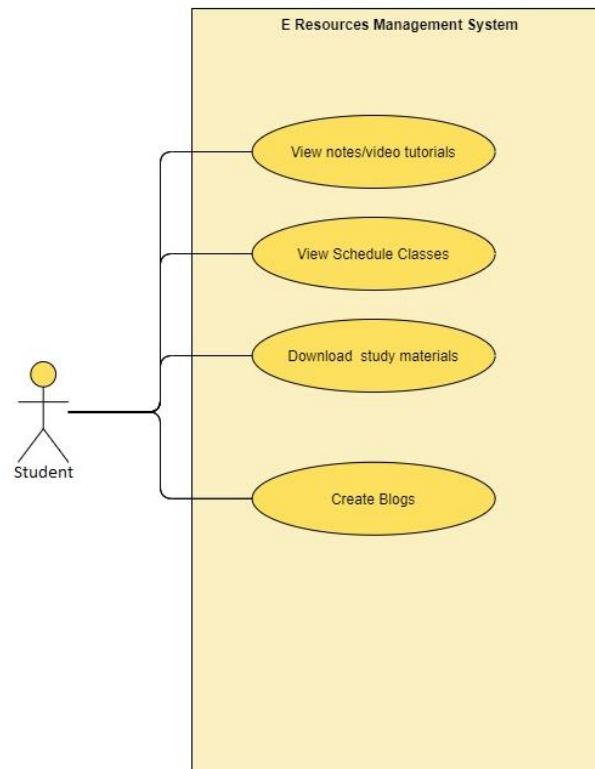 E Resources Management System
View notes/video tutorials
View Schedule Classes
Download study materials
Student
Create Blogs